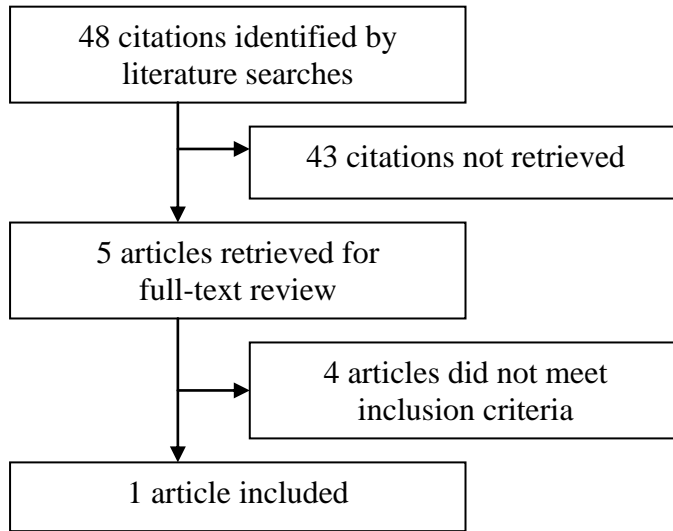 48 citations identified by
literature searches
43 citations not retrieved
5 articles retrieved for
full-text review
4 articles did not meet
inclusion criteria
1 article included